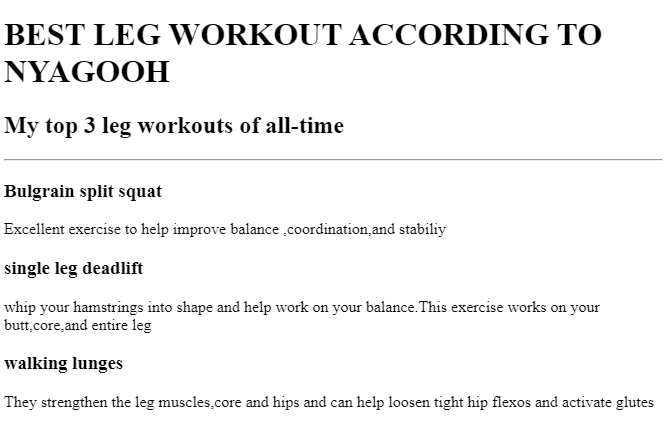 BEST LEG WORKOUT ACCORDING TO
NYAGOOH
My top 3 leg workouts of all-time
Bulgrain split squat
Excellent exercise to help improve balance ,coordination,and stabiliy
single leg deadlift
whip your hamstrings into shape and help work on your balance.This exercise works on your
butt,core,and entire leg
walking lunges
They strengthen the leg muscles,core and hips and can help loosen tight hip flexos and activate glutes